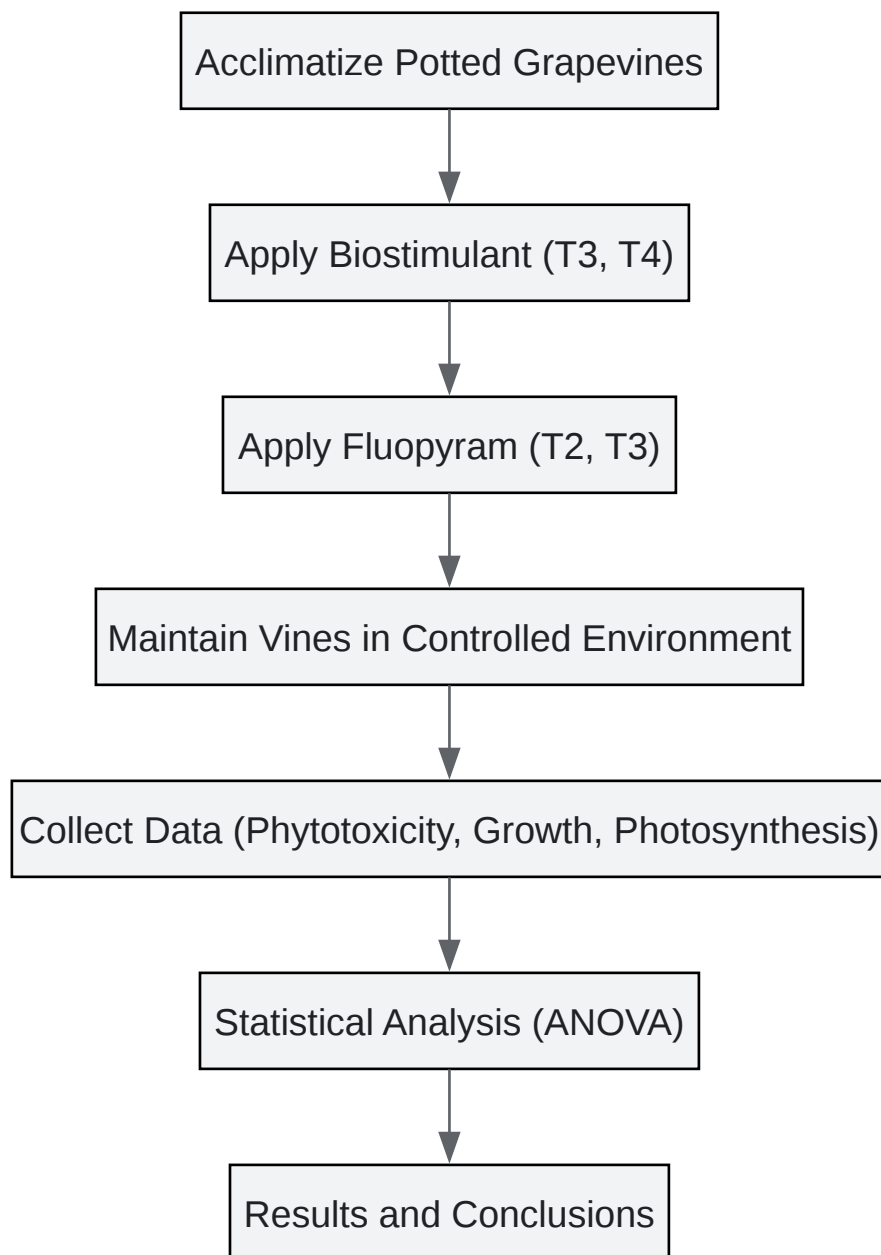 Acclimatize Potted Grapevines
Apply Biostimulant (T3, T4)
Apply Fluopyram (T2, T3)
Maintain Vines in Controlled Environment
Collect Data (Phytotoxicity, Growth, Photosynthesis)
Statistical Analysis (ANOVA)
Results and Conclusions